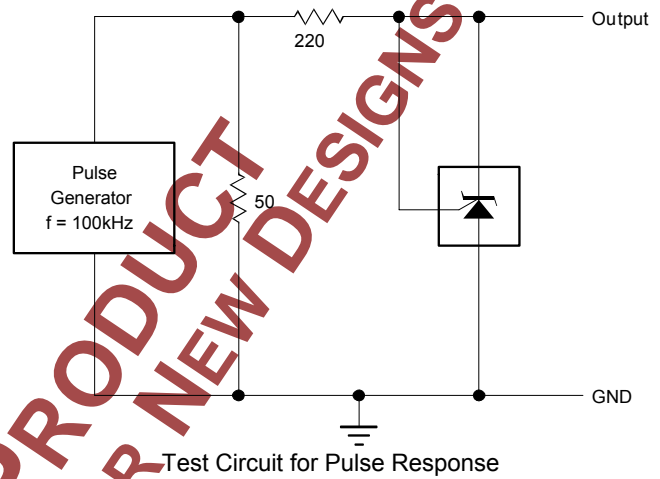 Output
220
Pulse
Generator
f = 100kHz
50
GND
Test Circuit for Pulse Response
PRODUCT
R NEW DESIGNS